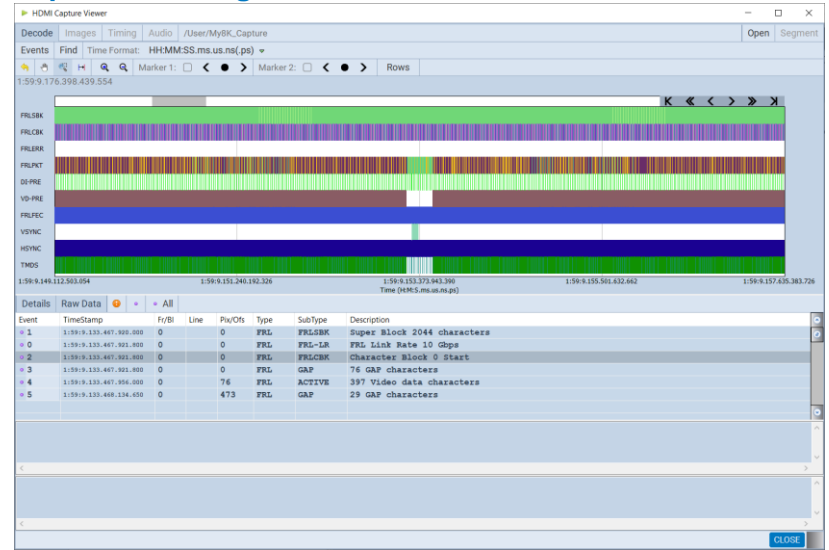 HDMI Capture Viewer
Decode Images Timing Audio /User/My8K_Capture Open Segment
Events Find Time Format: HH:MM:SS.ms.us.ns(.ps)
Marker 1: Marker 2: Rows
1:59:9.176.398.439.554
FRLSBK
FRLCBK
FRLERR
FRLPKT
DI-PRE
VD-PRE
FRLFEC
VSYNC
HSYNC
TMDS
1:59:9.149.112.503.054 1:59:9.151.240.192.326 1:59:9.153.373.943.390 1:59:9.155.501.632.662 1:59:9.157.635.383.726
Time (H:M:S.ms.us.ns.ps)
Details Raw Data All
Event TimeStamp Fr/Bl Line Pix/Ofs Type SubType Description
1 1:59:9.133.467.920.000 0 0 FRL FRLSBK Super Block 2044 characters
0 1:59:9.133.467.921.800 0 0 FRL FRL-LR FRL Link Rate 10 Gbps
2 1:59:9.133.467.921.800 0 0 FRL FRLCBK Character Block 0 Start
3 1:59:9.133.467.921.800 0 0 FRL GAP 76 GAP characters
4 1:59:9.133.467.956.000 0 76 FRL ACTIVE 397 Video data characters
5 1:59:9.133.468.134.650 0 473 FRL GAP 29 GAP characters
CLOSE